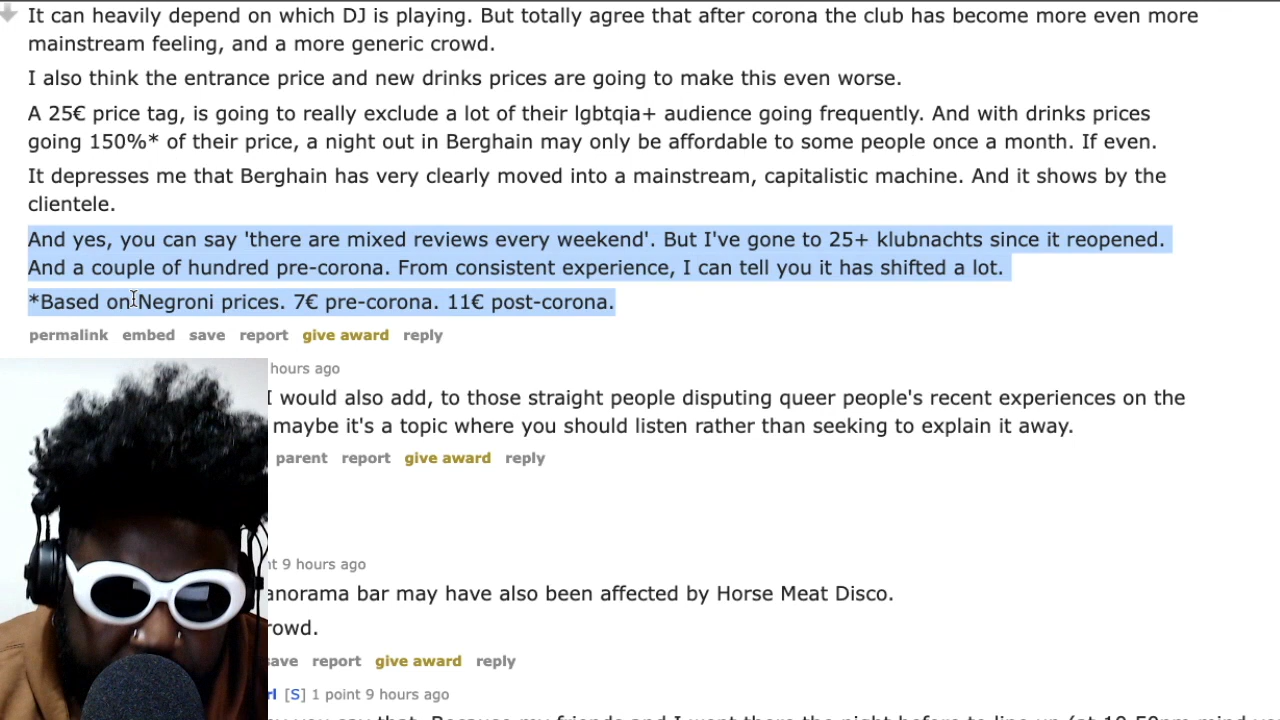 It can heavily depend on which DJ is playing. But totally agree that after corona the club has become more even more
mainstream feeling, and a more generic crowd.
I also think the entrance price and new drinks prices are going to make this even worse.
A 25€ price tag, is going to really exclude a lot of their lgbtqia+ audience going frequently. And with drinks prices
going 150%* of their price, a night out in Berghain may only be affordable to some people once a month. If even.
It depresses me that Berghain has very clearly moved into a mainstream, capitalistic machine. And it shows by the
clientele.
And yes, you can say 'there are mixed reviews every weekend'. But I've gone to 25+ klubnachts since it reopened.
And a couple of hundred pre-corona. From consistent experience, I can tell you it has shifted a lot.
*Based on Negroni prices. 7€ pre-corona. 11€ post-corona.
permalink embed save report give award reply
hours ago
I would also add, to those straight people disputing queer people's recent experiences on the
maybe it's a topic where you should listen rather than seeking to explain it away.
parent report give award reply
9 hours ago
bar may have also been affected by Horse Meat Disco.
report give award reply
[S] 1 point 9 hours ago